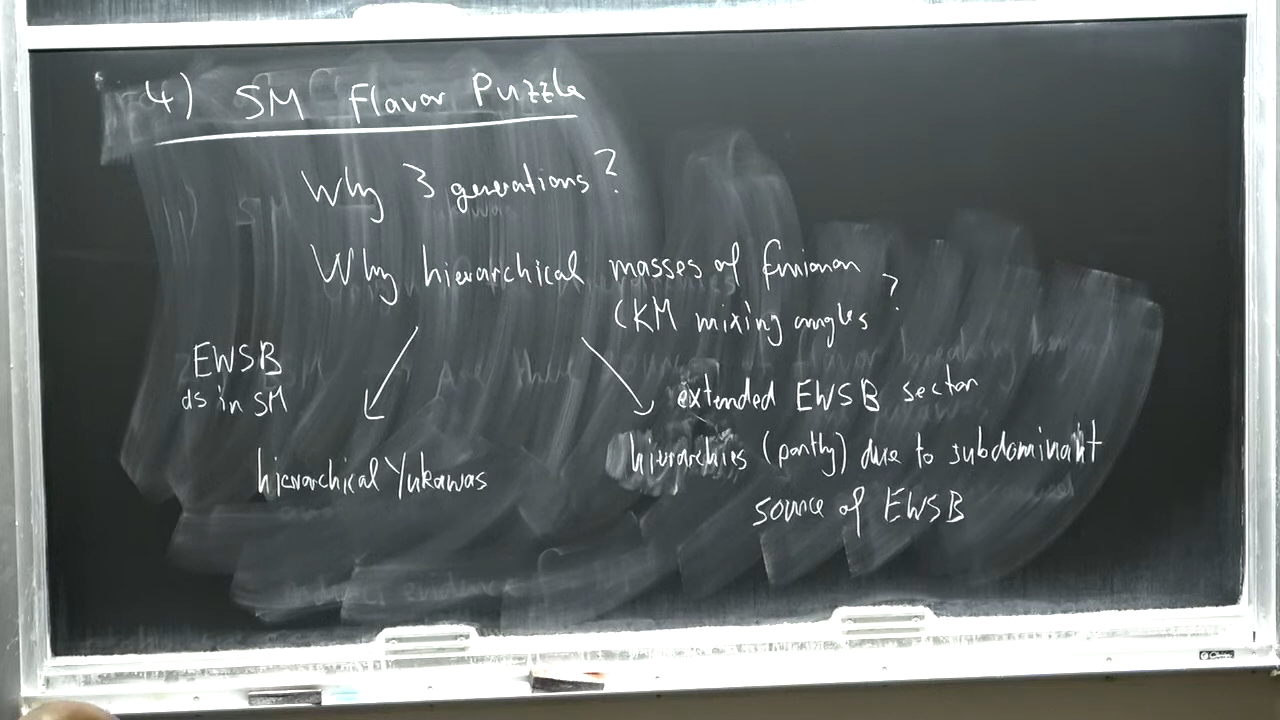 4) SM Flavor Puzzle
Why 3 generations?
Why hierarchical masses of fermion
CKM mixing angles ?
EWSB
as in SM
hierarchical Yukawas
extended EWSB sector
hierarchies (partly) due to subdominant
source of EWSB